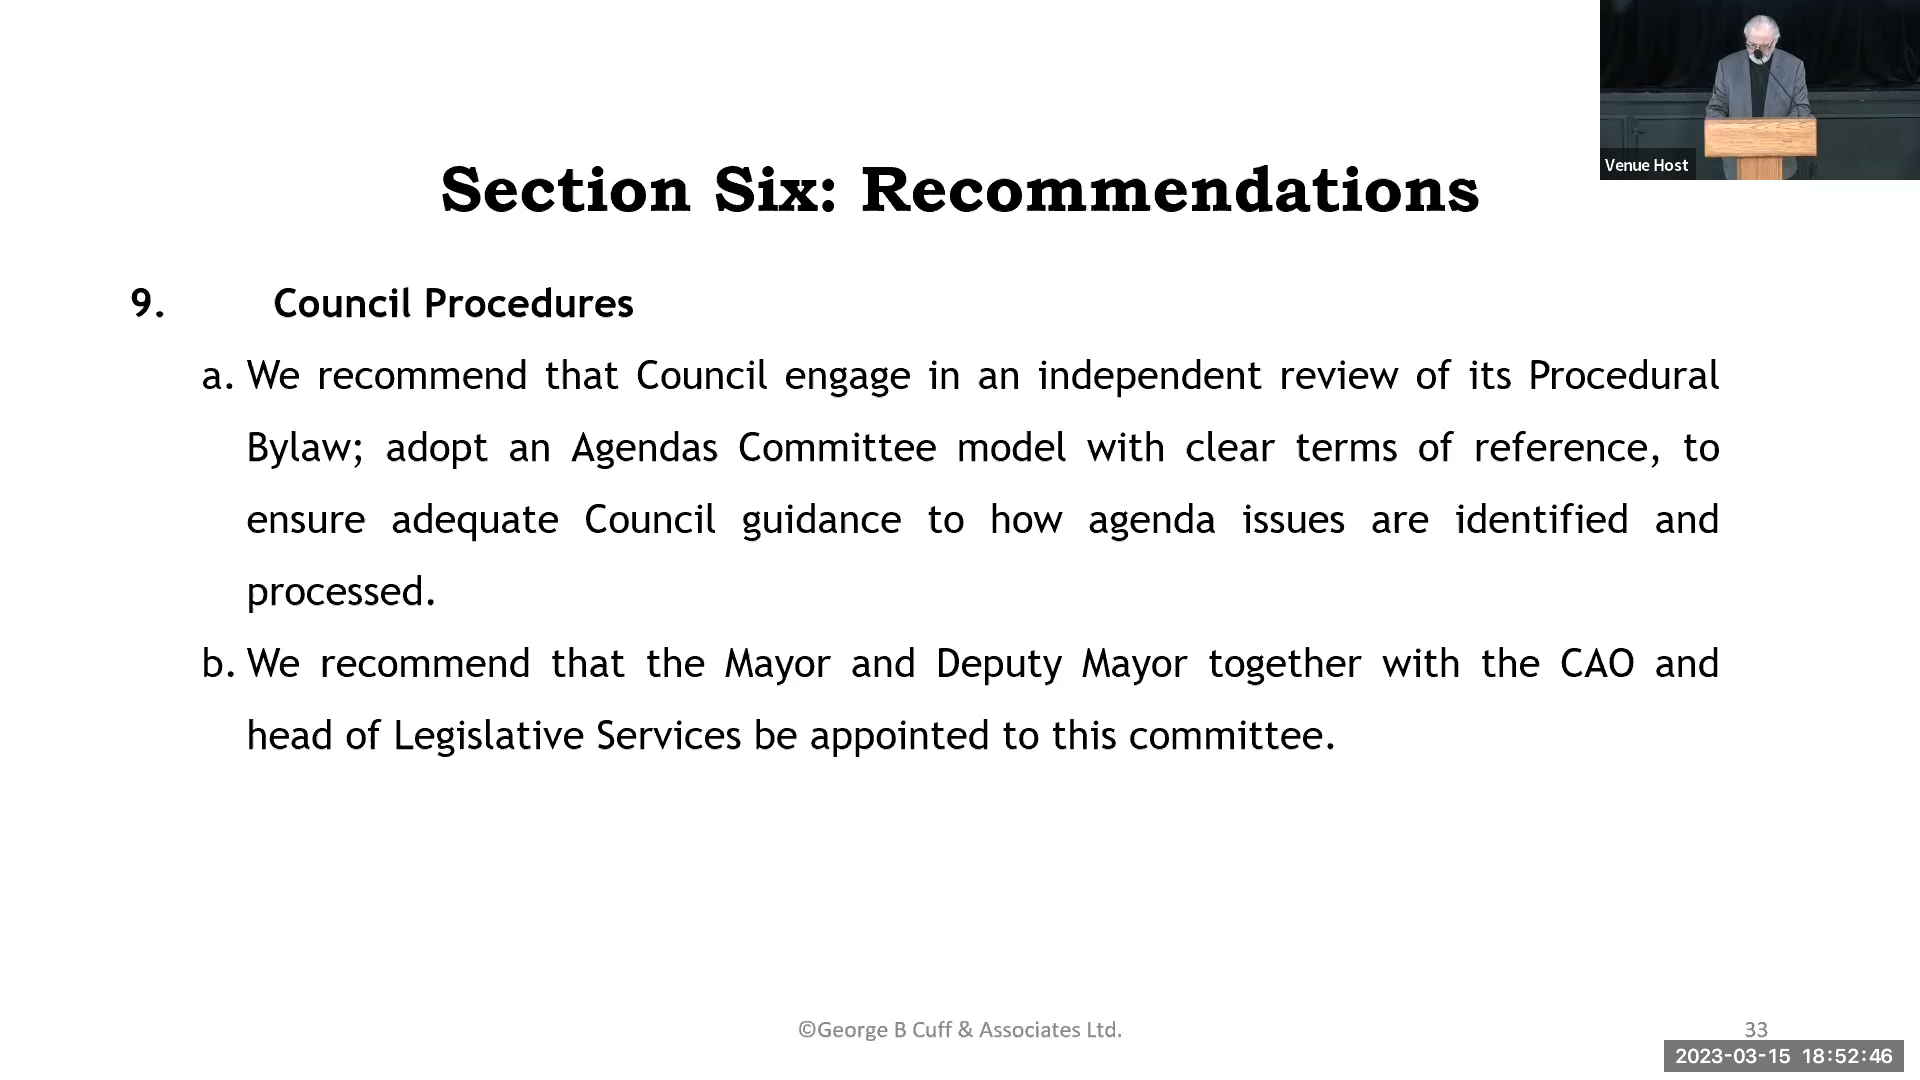 Venue Host
Section Six: Recommendations
9. Council Procedures
a. We recommend that Council engage in an independent review of its Procedural
Bylaw; adopt an Agendas Committee model with clear terms of reference, to
ensure adequate Council guidance to how agenda issues are identified and
processed.
b. We recommend that the Mayor and Deputy Mayor together with the CAO and
head of Legislative Services be appointed to this committee.
©George B Cuff & Associates Ltd.
33
2023-03-15 18:52:46